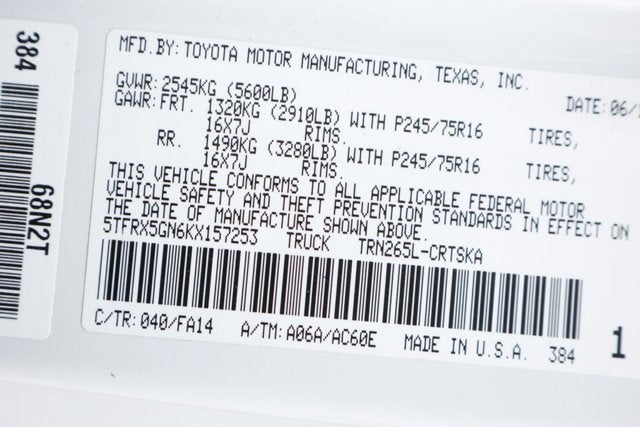 384
68N2T
MFD.BY:TOYOTA MOTOR MANUFACTURING, TEXAS, INC.
GVWR:2545KG (5600LB) DATE:06/
GAWR:FRT. 1320KG (2910LB) WITH P245/75R16 TIRES,
16X7J RIMS.
RR. 1490KG (3280LB) WITH P245/75R16 TIRES,
16X7J RIMS.
THIS VEHICLE CONFORMS TO ALL APPLICABLE FEDERAL MOTOR
VEHICLE SAFETY AND THEFT PREVENTION STANDARDS IN EFFECT ON
THE DATE OF MANUFACTURE SHOWN ABOVE.
5TFRX5GN6KX157253 TRUCK TRN265L-CRTSKA
C/TR:040/FA14 A/TM:A06A/AC60E MADE IN U.S.A. 384
1